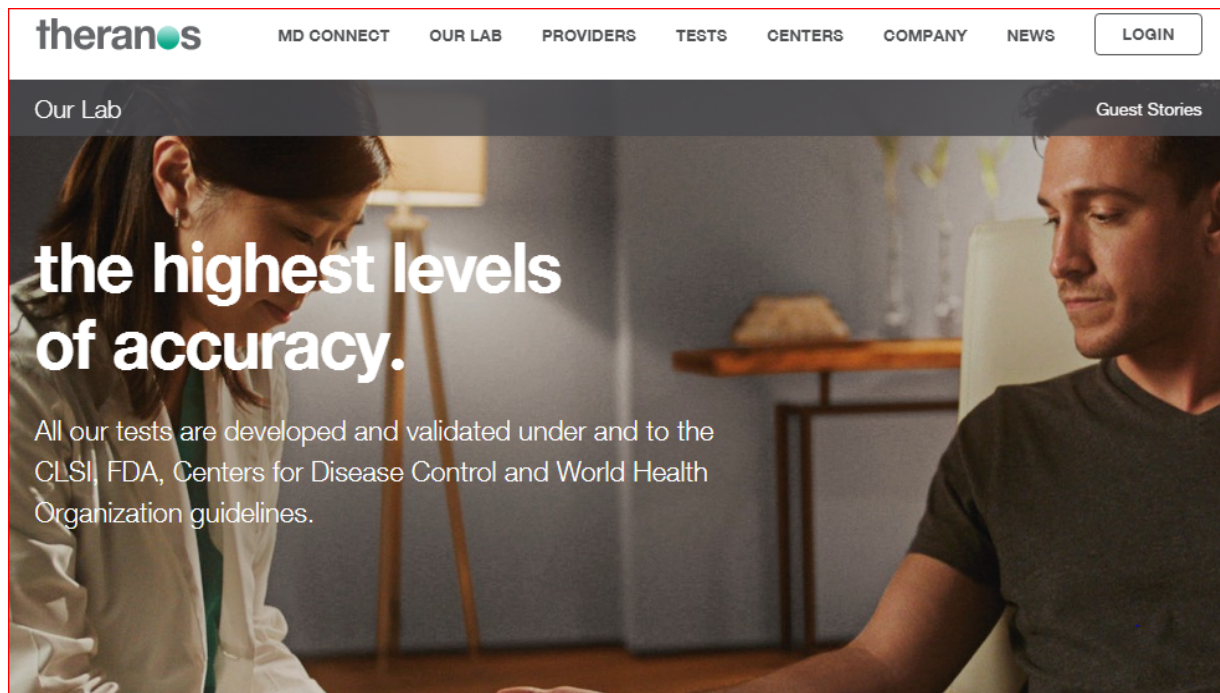 theranos
MD CONNECT OUR LAB PROVIDERS TESTS CENTERS COMPANY NEWS LOGIN
Our Lab
Guest Stories
the highest levels
of accuracy.
All our tests are developed and validated under and to the
CLSI, FDA, Centers for Disease Control and World Health
Organization guidelines.